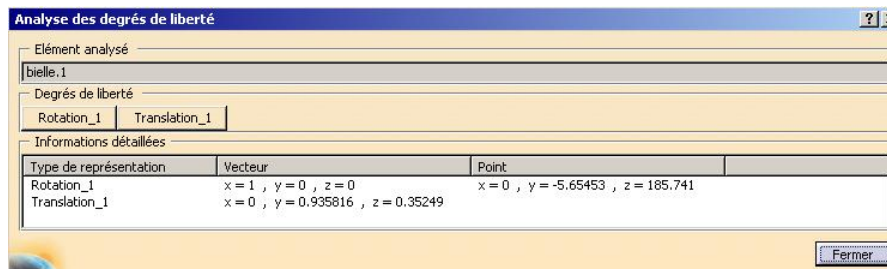 Analyse des degrés de liberté
Elément analysé
bielle.1
Degrés de liberté
Rotation_1 Translation_1
Informations détaillées
Type de représentation Vecteur Point
Rotation_1 x = 1 , y = 0 , z = 0 x = 0 , y = -5.65453 , z = 185.741
Translation_1 x = 0 , y = 0.935816 , z = 0.35249
Fermer